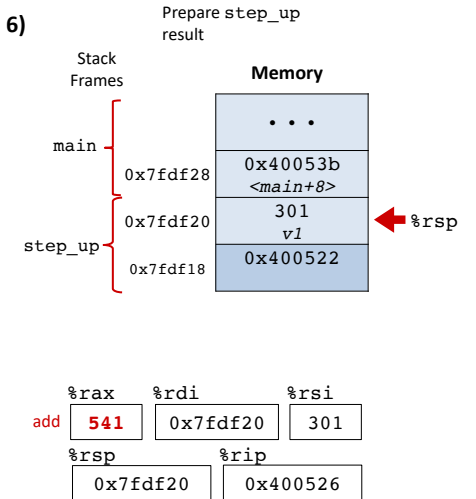 6)
Prepare step_up
result
Stack
Frames
Memory
• • •
main
0x7fdf28
0x40053b
<main+8>
0x7fdf20
301
v1
%rsp
step_up
0x7fdf18
0x400522
%rax
%rdi
%rsi
add
541
0x7fdf20
301
%rsp
%rip
0x7fdf20
0x400526